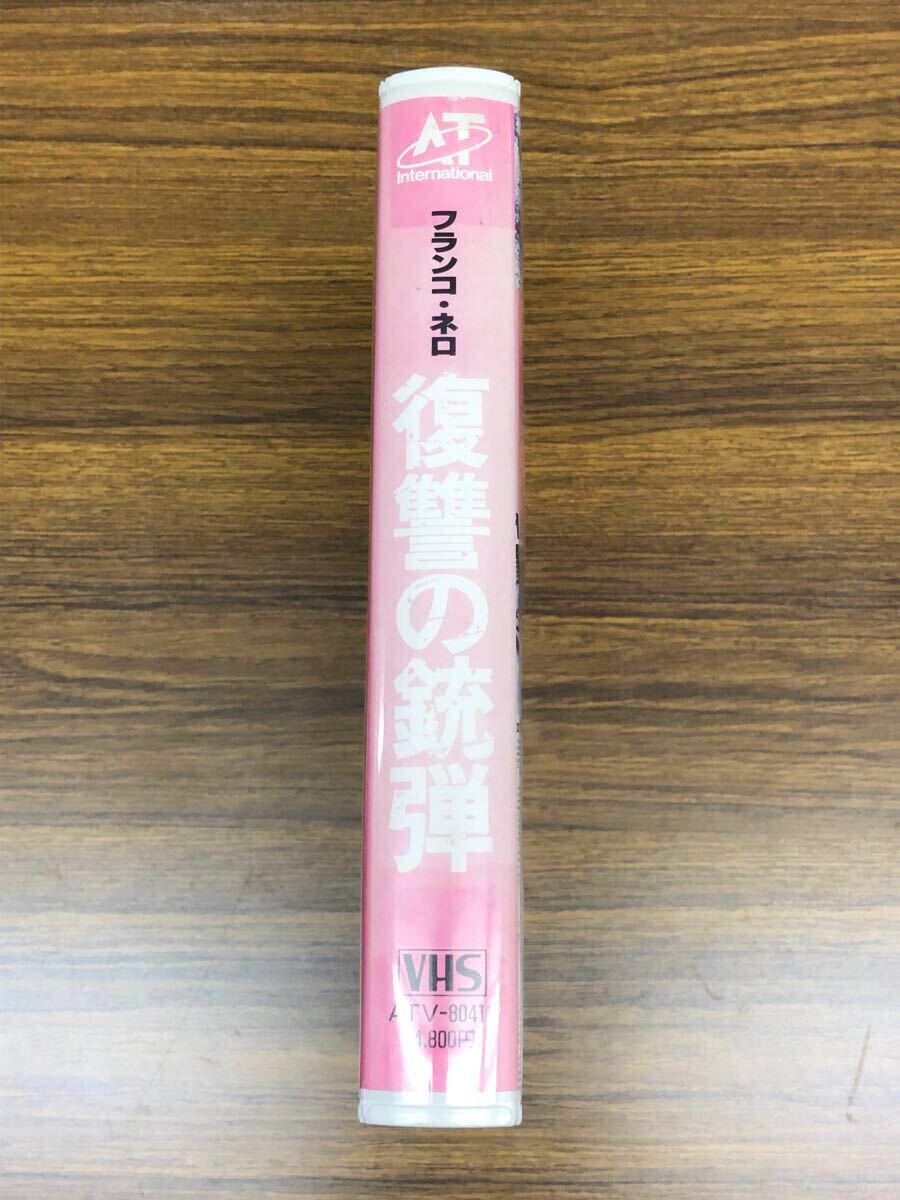 AT
International
フランコ・ネロ
復讐の銃弾
VHS
ATV-8041
4.800円